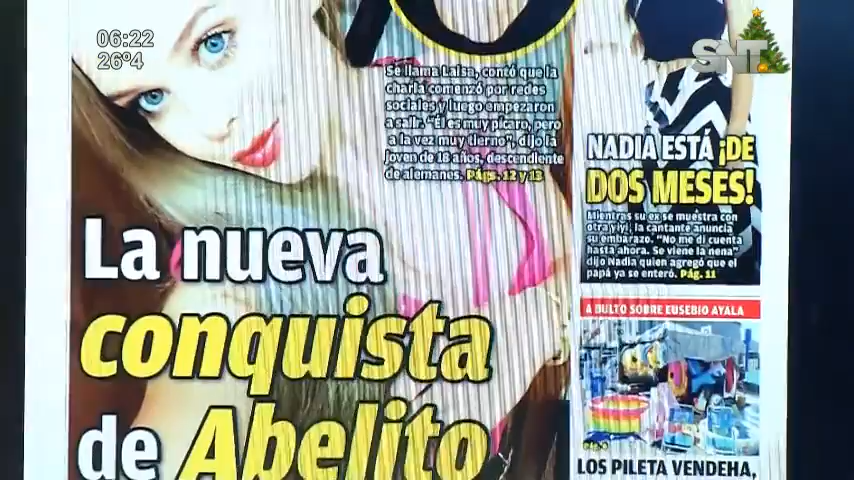 06:22
26º4
SNT
Se llama Laisa, contó que la
charla comenzó por redes
sociales y luego empezaron
a salir. "Él es muy pícaro, pero
a la vez muy tierno", dijo la
joven de 18 años, descendiente
de alemanes. Págs. 12 y 13
La nueva
conquista
de Abelito
NADIA ESTÁ ¡DE
DOS MESES!
Mientras su ex se muestra con
otra yiyi, la cantante anuncia
su embarazo. "No me di cuenta
hasta ahora. Se viene la nena"
dijo Nadia quien agregó que el
papá ya se enteró. Pág. 11
A BULTO SOBRE EUSEBIO AYALA
LOS PILETA VENDEHA,